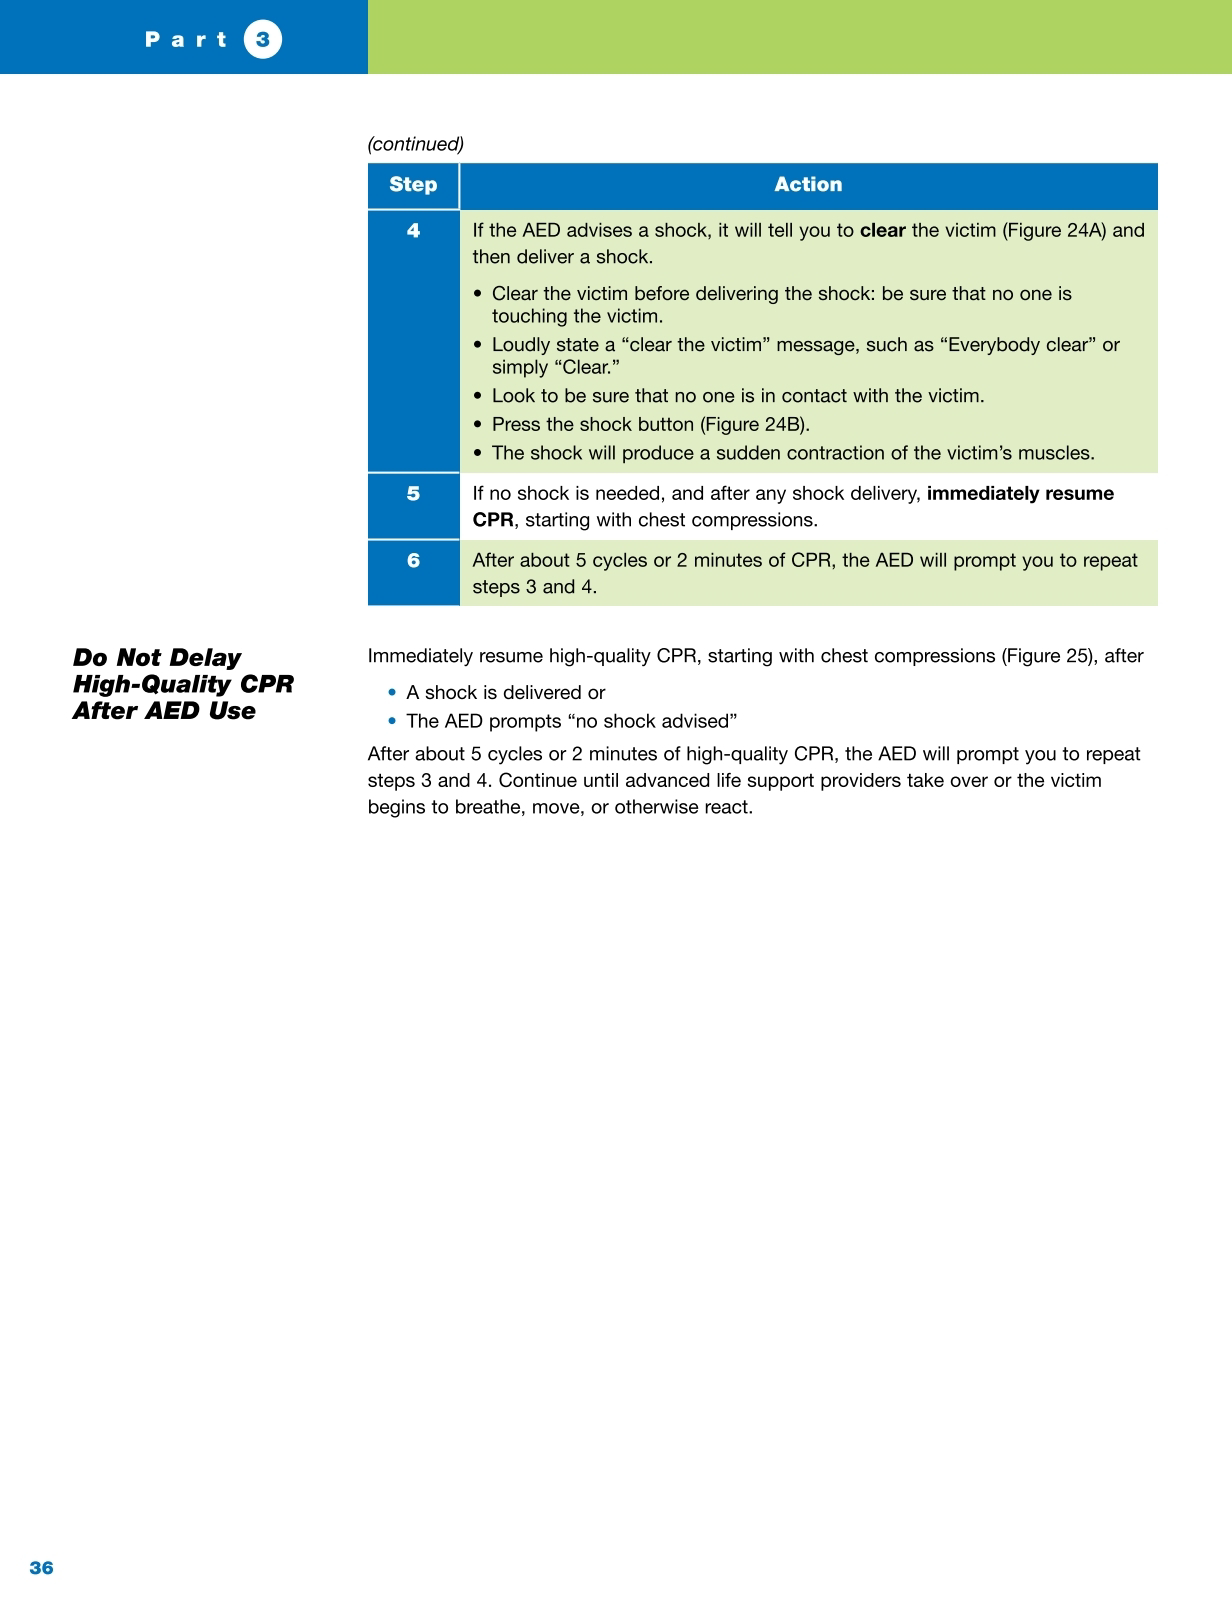 Part 3
(continued)
Step Action
4 If the AED advises a shock, it will tell you to clear the victim (Figure 24A) and
then deliver a shock.
• Clear the victim before delivering the shock: be sure that no one is
touching the victim.
• Loudly state a “clear the victim” message, such as “Everybody clear” or
simply “Clear.”
• Look to be sure that no one is in contact with the victim.
• Press the shock button (Figure 24B).
• The shock will produce a sudden contraction of the victim’s muscles.
5 If no shock is needed, and after any shock delivery, immediately resume
CPR, starting with chest compressions.
6 After about 5 cycles or 2 minutes of CPR, the AED will prompt you to repeat
steps 3 and 4.
Do Not Delay
High-Quality CPR
After AED Use
Immediately resume high-quality CPR, starting with chest compressions (Figure 25), after
• A shock is delivered or
• The AED prompts “no shock advised”
After about 5 cycles or 2 minutes of high-quality CPR, the AED will prompt you to repeat
steps 3 and 4. Continue until advanced life support providers take over or the victim
begins to breathe, move, or otherwise react.
36